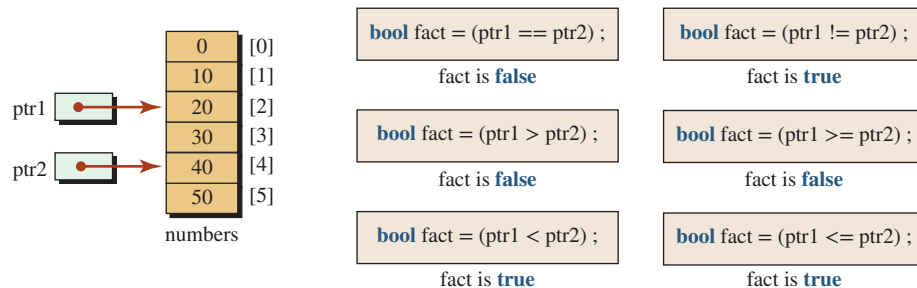 ptr1
ptr2
0 [0]
10 [1]
20 [2]
30 [3]
40 [4]
50 [5]
numbers
bool fact = (ptr1 == ptr2) ;
fact is false
bool fact = (ptr1 != ptr2) ;
fact is true
bool fact = (ptr1 > ptr2) ;
fact is false
bool fact = (ptr1 >= ptr2) ;
fact is false
bool fact = (ptr1 < ptr2) ;
fact is true
bool fact = (ptr1 <= ptr2) ;
fact is true